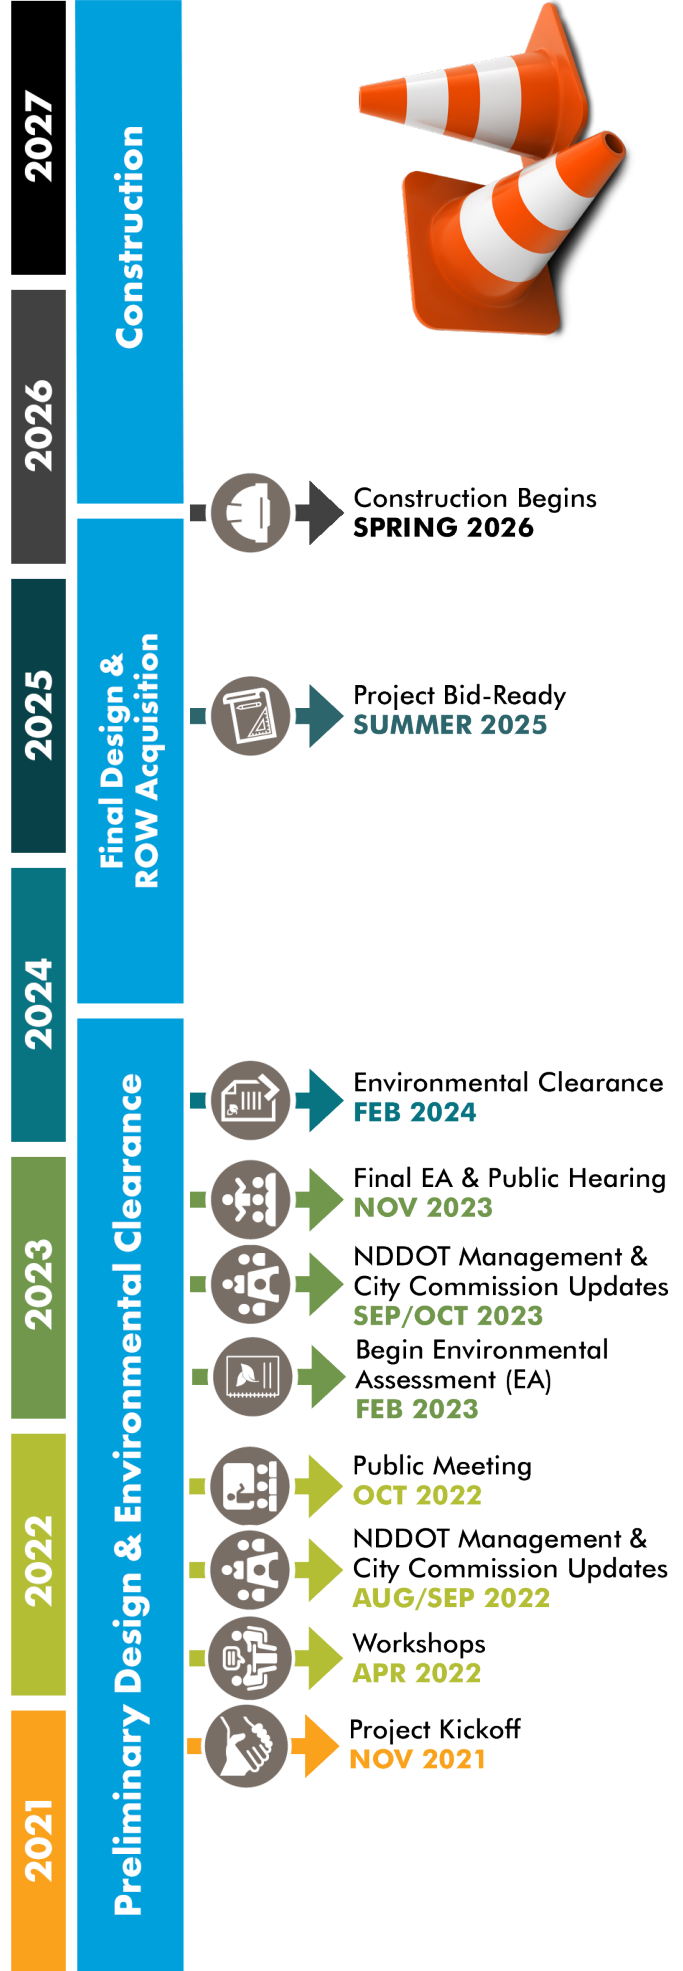 2027
Construction
2026
Construction Begins
SPRING 2026
2025
Final Design &
ROW Acquisition
Project Bid-Ready
SUMMER 2025
2024
Preliminary Design & Environmental Clearance
Environmental Clearance
FEB 2024
2023
Final EA & Public Hearing
NOV 2023
NDDOT Management &
City Commission Updates
SEP/OCT 2023
Begin Environmental
Assessment (EA)
FEB 2023
2022
Public Meeting
OCT 2022
NDDOT Management &
City Commission Updates
AUG/SEP 2022
Workshops
APR 2022
2021
Project Kickoff
NOV 2021